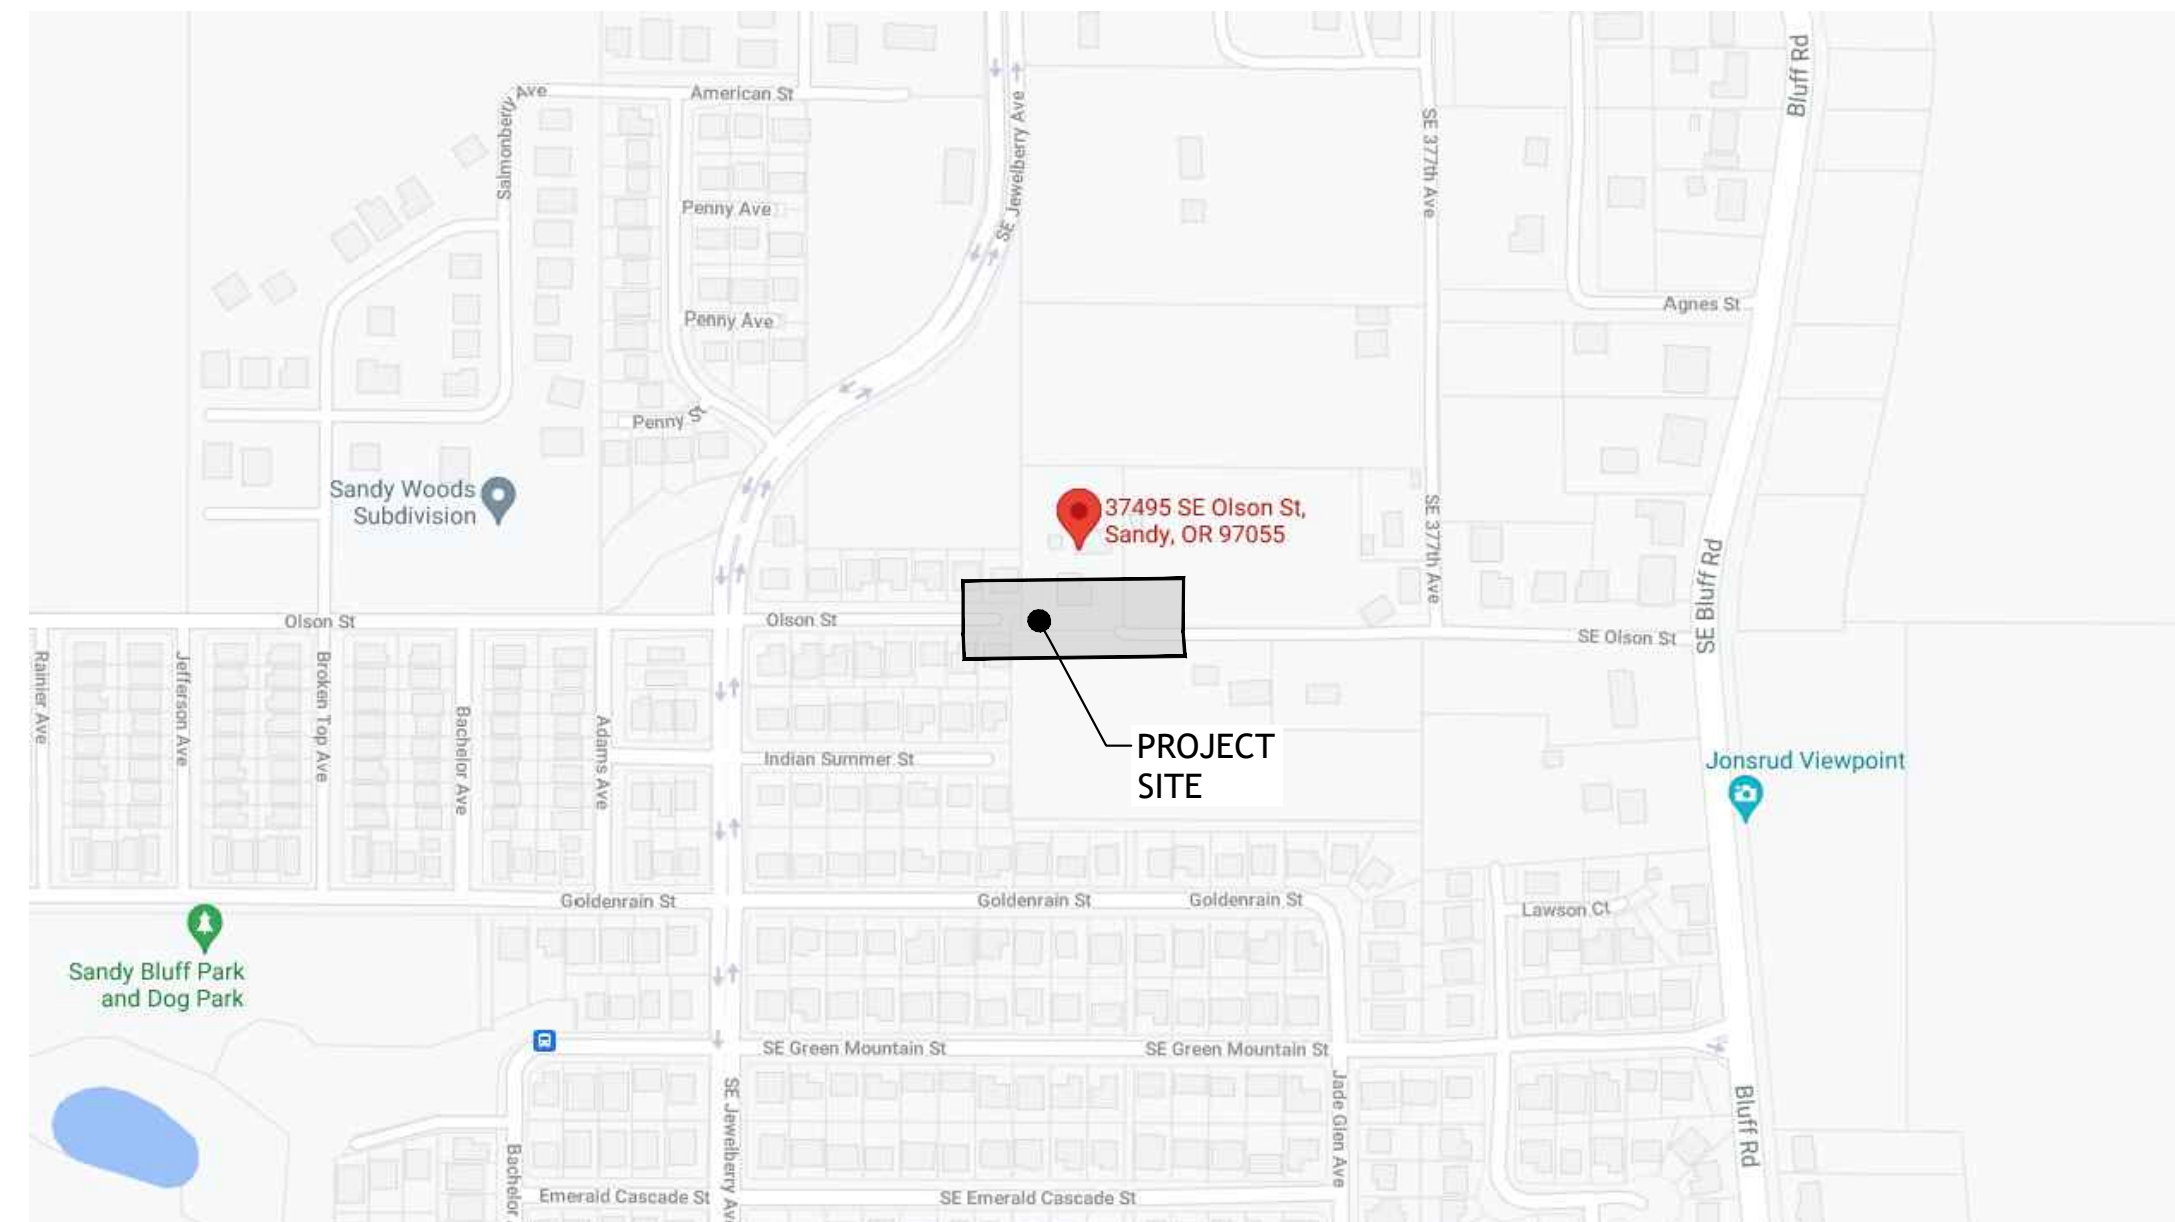 Salmonberry Ave
American St
SE Jewelberry Ave
SE 377th Ave
Bluff Rd
Penny Ave
Penny Ave
Agnes St
Penny St
Sandy Woods
Subdivision
37495 SE Olson St,
Sandy, OR 97055
SE 377th Ave
SE Bluff Rd
Olson St
Olson St
SE Olson St
Rainier Ave
Jefferson Ave
Broken Top Ave
Bachelor Ave
Adams Ave
PROJECT
SITE
Indian Summer St
Jonsrud Viewpoint
Goldenrain St
Goldenrain St
Goldenrain St
Lawson Ct
Sandy Bluff Park
and Dog Park
SE Green Mountain St
SE Green Mountain St
SE Jewelberry Av
Jade Glen Ave
Bluff Rd
Bachelor
Emerald Cascade St
SE Emerald Cascade St